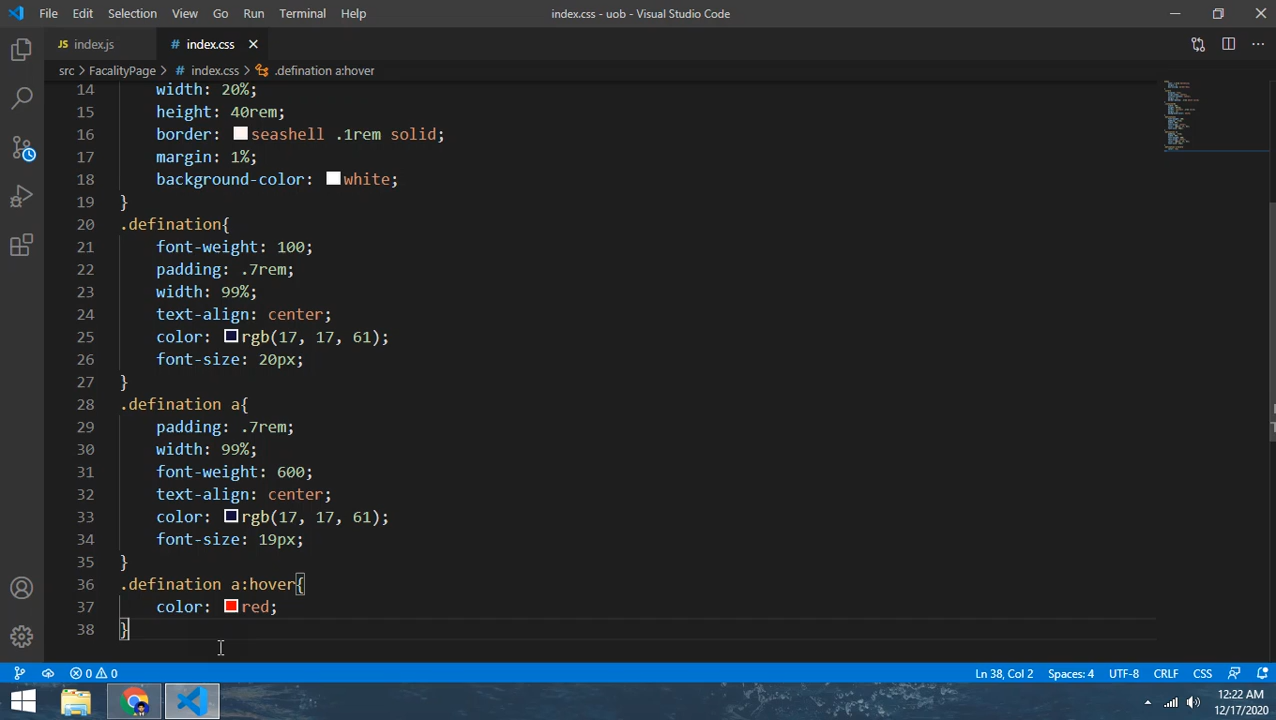 File Edit Selection View Go Run Terminal Help index.css - uob - Visual Studio Code
JS index.js # index.css
src > FacalityPage > # index.css > .defination a:hover
14 width: 20%;
15 height: 40rem;
16 border: seashell .1rem solid;
17 margin: 1%;
18 background-color: white;
19 }
20 .defination{
21 font-weight: 100;
22 padding: .7rem;
23 width: 99%;
24 text-align: center;
25 color: rgb(17, 17, 61);
26 font-size: 20px;
27 }
28 .defination a{
29 padding: .7rem;
30 width: 99%;
31 font-weight: 600;
32 text-align: center;
33 color: rgb(17, 17, 61);
34 font-size: 19px;
35 }
36 .defination a:hover{
37 color: red;
38 }
0 0 Ln 38, Col 2 Spaces: 4 UTF-8 CRLF CSS
12:22 AM
12/17/2020